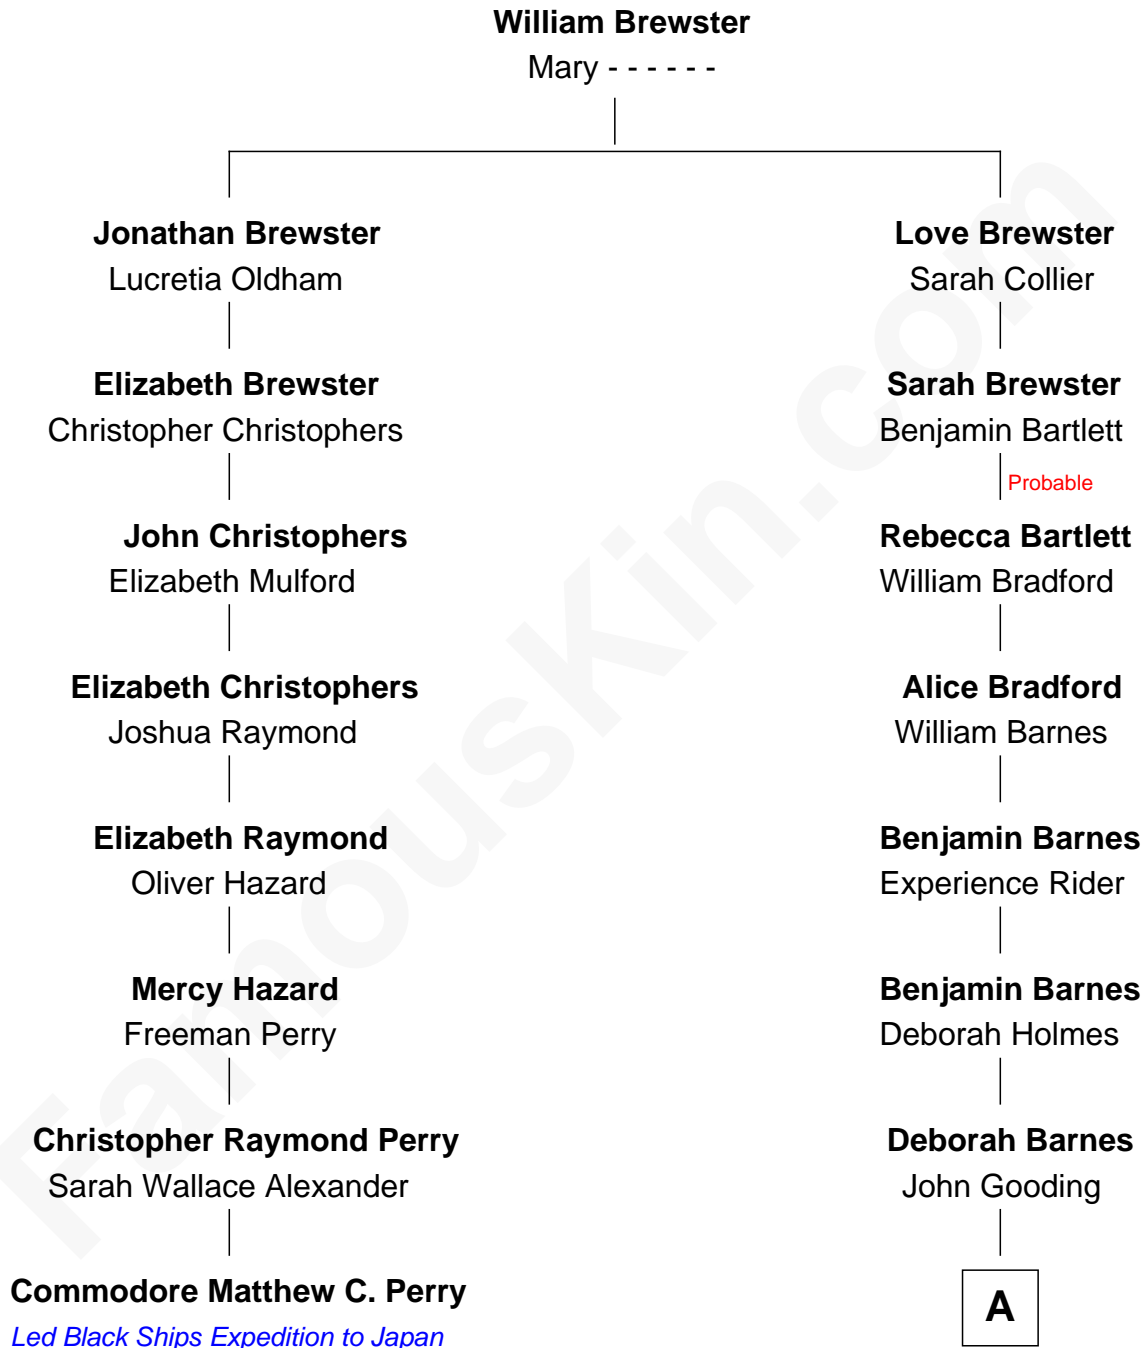 William Brewster
Mary - - - - - -
Jonathan Brewster
Lucretia Oldham
Love Brewster
Sarah Collier
Elizabeth Brewster
Christopher Christophers
Sarah Brewster
Benjamin Bartlett
Probable
John Christophers
Elizabeth Mulford
Rebecca Bartlett
William Bradford
Elizabeth Christophers
Joshua Raymond
Alice Bradford
William Barnes
Elizabeth Raymond
Oliver Hazard
Benjamin Barnes
Experience Rider
Mercy Hazard
Freeman Perry
Benjamin Barnes
Deborah Holmes
Christopher Raymond Perry
Sarah Wallace Alexander
Deborah Barnes
John Gooding
Commodore Matthew C. Perry
Led Black Ships Expedition to Japan
A
FamousKin.com